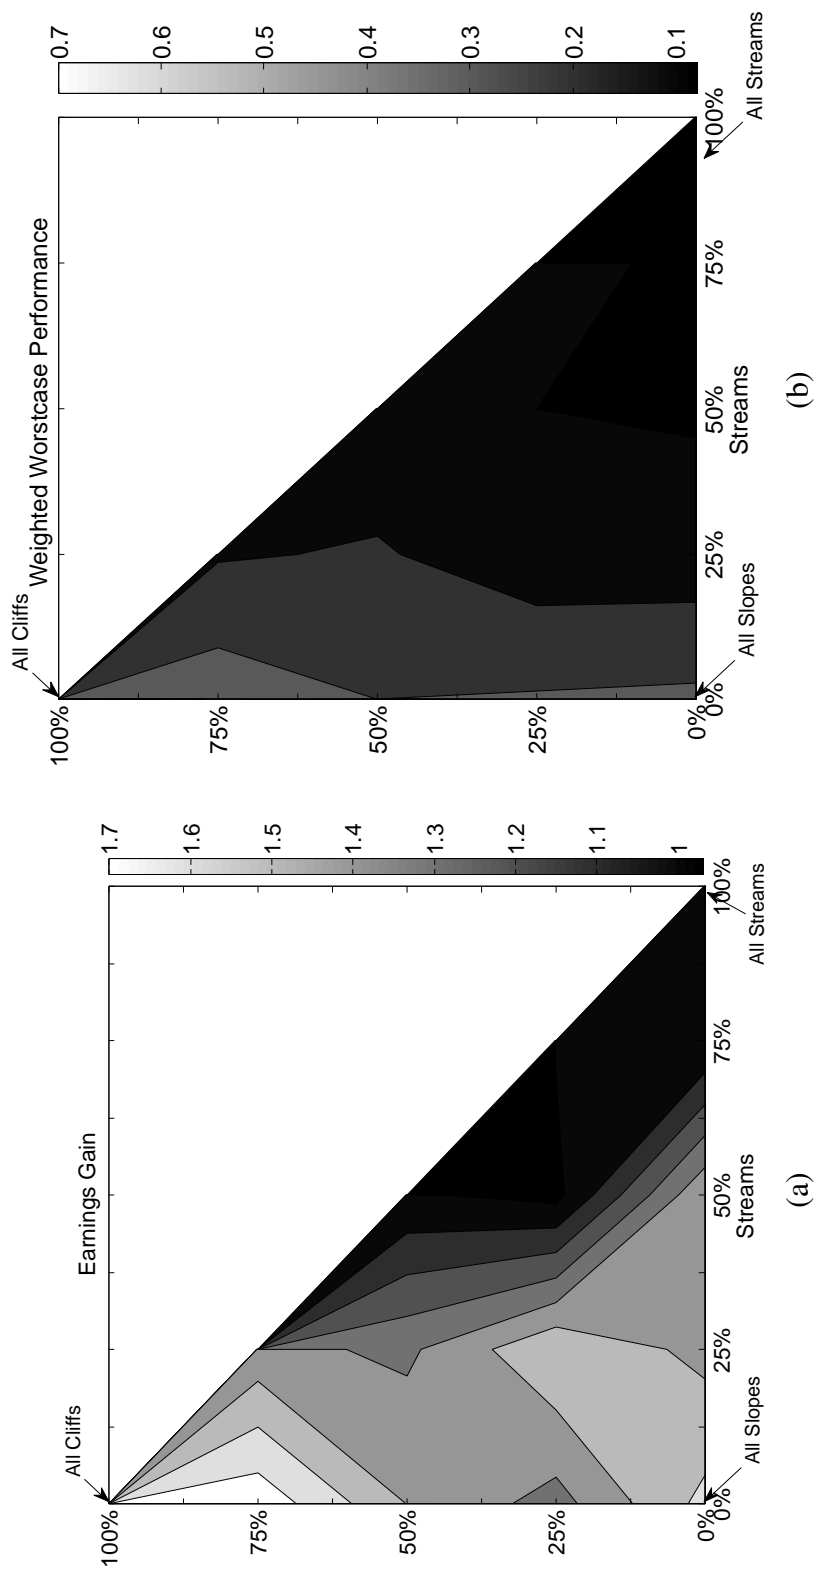 Earnings Gain
All Cliffs
100%
75%
50%
25%
0%
0%
25%
50%
75%
100%
Streams
All Slopes
All Streams
1.7
1.6
1.5
1.4
1.3
1.2
1.1
1
(a)
Weighted Worstcase Performance
All Cliffs
100%
75%
50%
25%
0%
0%
25%
50%
75%
100%
Streams
All Slopes
All Streams
0.7
0.6
0.5
0.4
0.3
0.2
0.1
(b)